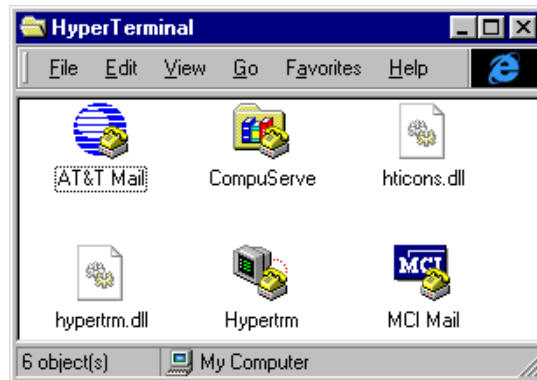 HyperTerminal
File Edit View Go Favorites Help
AT&T Mail CompuServe hticons.dll
MCI
hypertrm.dll Hypertrm MCI Mail
6 object(s) My Computer